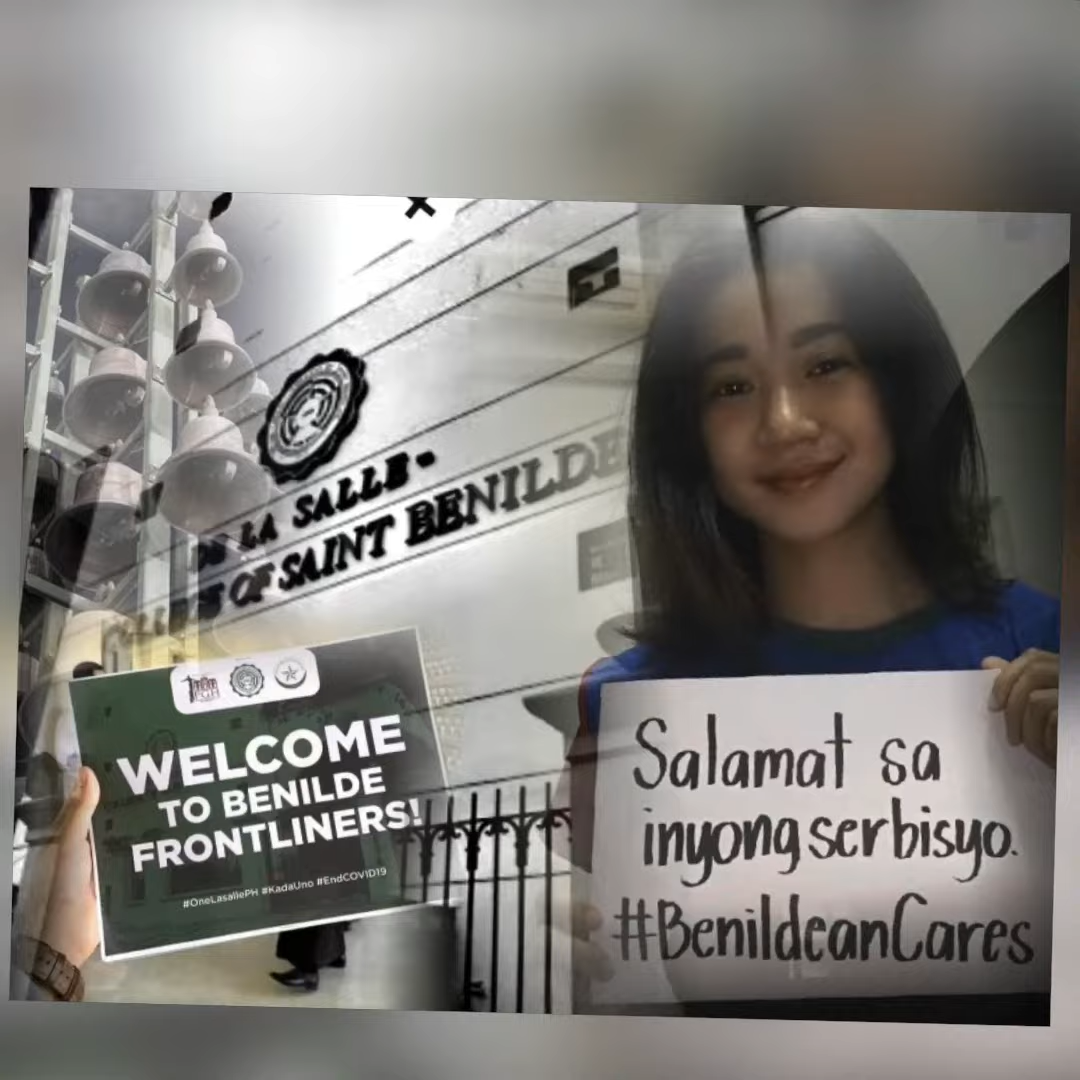 DE LA SALLE-
OF SAINT BENILDE
WELCOME
TO BENILDE
FRONTLINERS!
#OneLasallePH #KadaUno #EndCOVID19
Salamat sa
inyong serbisyo.
#BenildeanCares